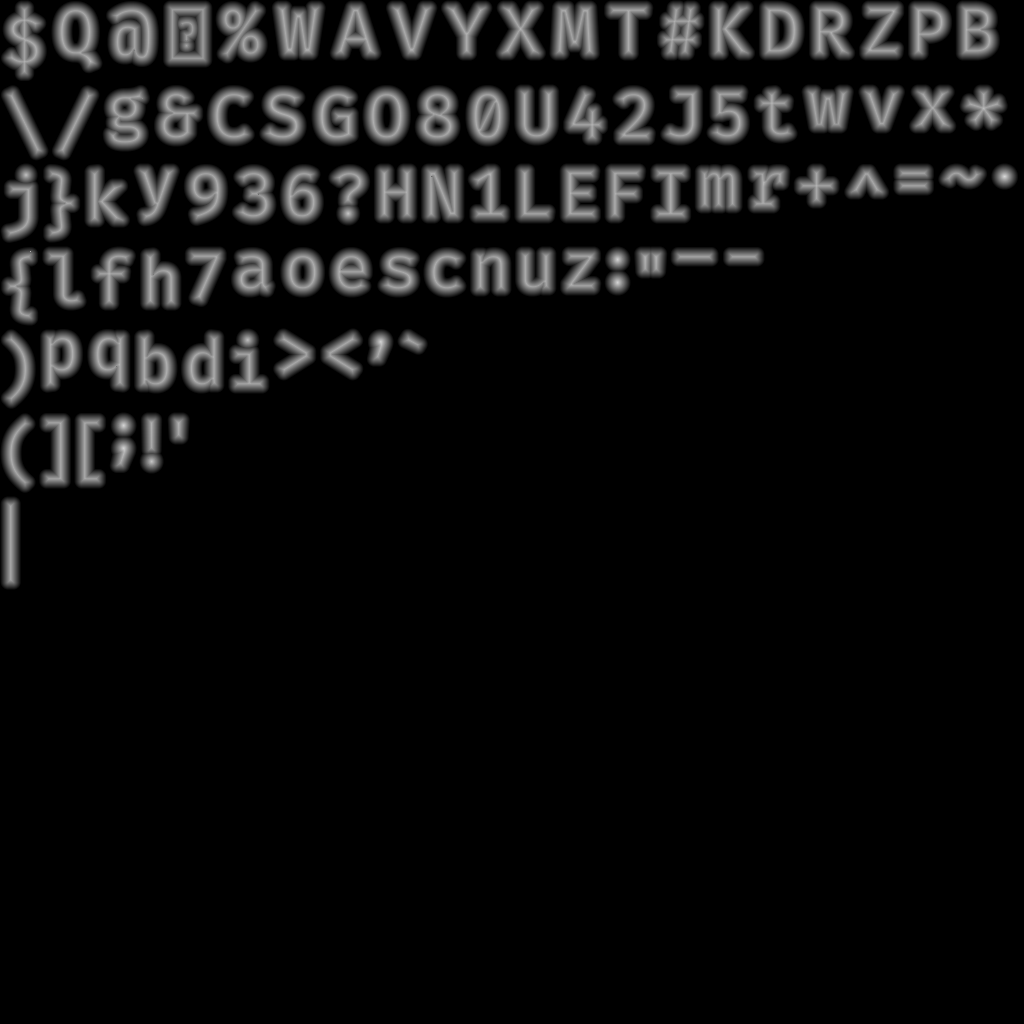 $Q@�%WAVYXMT#KDRZPB
\/g&CSGO80U42J5twvx*
j}ky936?HN1LEFImr+^=~·
{lfh7aoescnuz:"--
)pqbdi><’`
(][;!'
|